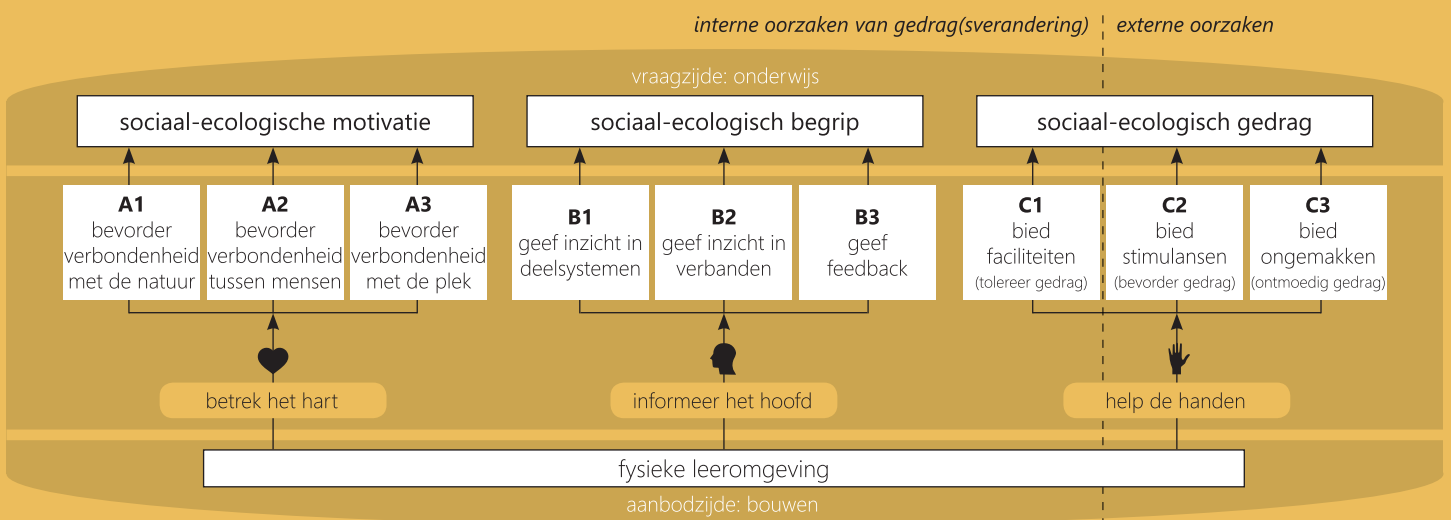 interne oorzaken van gedrag(sverandering)
externe oorzaken
vraagzijde: onderwijs
sociaal-ecologische motivatie
sociaal-ecologisch begrip
sociaal-ecologisch gedrag
A1
bevorder
verbondenheid
met de natuur
A2
bevorder
verbondenheid
tussen mensen
A3
bevorder
verbondenheid
met de plek
B1
geef inzicht in
deelsystemen
B2
geef inzicht in
verbanden
B3
geef
feedback
C1
bied
faciliteiten
(tolereer gedrag)
C2
bied
stimulansen
(bevorder gedrag)
C3
bied
ongemakken
(ontmoedig gedrag)
betrek het hart
informeer het hoofd
help de handen
fysieke leeromgeving
aanbodzijde: bouwen